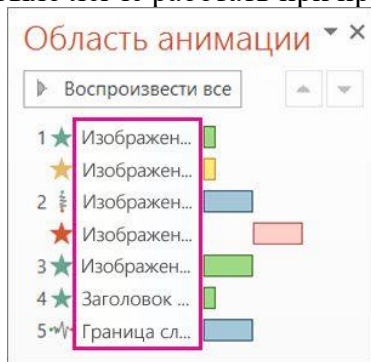 Область анимации
Воспроизвести все
1 Изображен...
Изображен...
2 Изображен...
Изображен...
3 Изображен...
4 Заголовок ...
5 Граница сл...